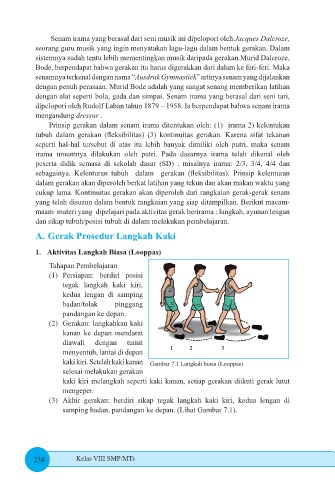 Senam irama yang berasal dari seni musik ini dipelopori oleh Jacques Dalcroze,
seorang guru musik yang ingin menyatakan lagu-lagu dalam bentuk gerakan. Dalam
sistemnya sudah tentu lebih mementingkan musik daripada gerakan.Murid Dalcroze,
Bode, berpendapat bahwa gerakan itu harus digerakkan dari dalam ke feri-feri. Maka
senamnya terkenal dengan nama “Ausdruk Gymnastiek” artinya senam yang dijalankan
dengan penuh perasaan. Murid Bode adalah yang sangat senang memberikan latihan
dengan alat seperti bola, gada dan simpai. Senam irama yang berasal dari seni tari,
dipelopori oleh Rudolf Laban tahun 1879 – 1958. Ia berpendapat bahwa senam irama
mengundung dressur .
Prinsip gerakan dalam senam irama ditentukan oleh: (1) irama 2) kelentukan
tubuh dalam gerakan (fleksibilitas) (3) kontinuitas gerakan. Karena sifat tekanan
seperti hal-hal tersebut di atas itu lebih banyak dimiliki oleh putri, maka senam
irama umumnya dilakukan oleh putri. Pada dasarnya irama telah dikenal oleh
peserta didik semasa di sekolah dasar (SD) , misalnya irama: 2/3, 3/4, 4/4 dan
sebagainya. Kelenturan tubuh dalam gerakan (fleksibilitas). Prinsip kelenturan
dalam gerakan akan diperoleh berkat latihan yang tekun dan akan makan waktu yang
cukup lama. Kontinuitas gerakan akan diperoleh dari rangkaian gerak-gerak senam
yang telah disusun dalam bentuk rangkaian yang siap ditampilkan. Berikut macam-
maam materi yang dipelajari pada aktivitas gerak berirama : langkah, ayunan lengan
dan sikap tubuh/posisi tubuh di dalam melakukan pembelajaran.
A. Gerak Prosedur Langkah Kaki
1. Aktivitas Langkah Biasa (Looppas)
Tahapan Pembelajaran
(1) Persiapan: berdiri posisi
tegak langkah kaki kiri,
kedua lengan di samping
badan/tolak pinggang
pandangan ke depan.
(2) Gerakan: langkahkan kaki
kanan ke depan mendarat
diawali dengan tumit
menyentuh, lantai di depan
kaki kiri. Setelah kaki kanan
selesai melakukan gerakan
kaki kiri melangkah seperti kaki kanan, setiap gerakan diikuti gerak lutut
mengeper.
1 2 3
Gambar 7.1 Langkah biasa (Looppas).
(3) Akhir gerakan: berdiri sikap tegak langkah kaki kiri, kedua lengan di
samping badan, pandangan ke depan. (Lihat Gambar 7.1).
238 Kelas VIII SMP/MTs